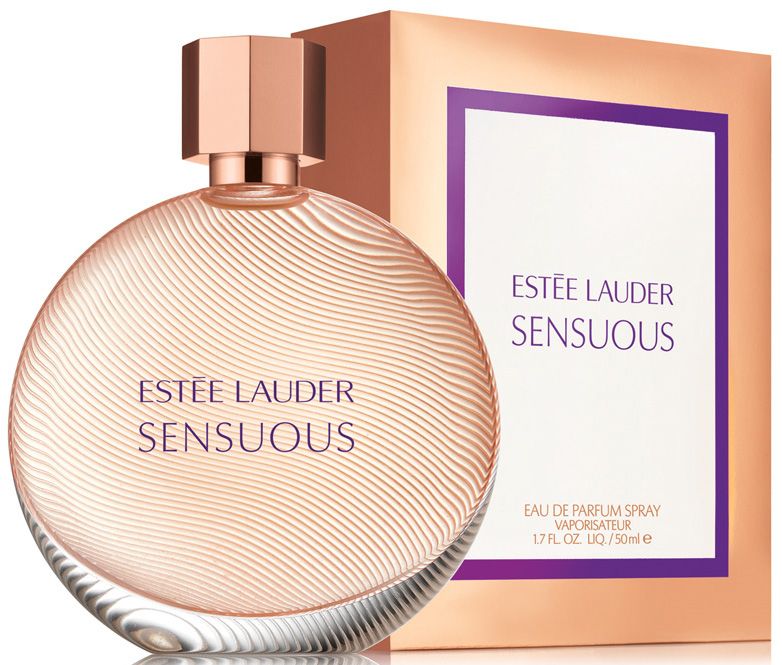 ESTĒE LAUDER
SENSUOUS
ESTĒE LAUDER
SENSUOUS
EAU DE PARFUM SPRAY
VAPORISATEUR
1.7 FL. OZ. LIQ./50 ml e